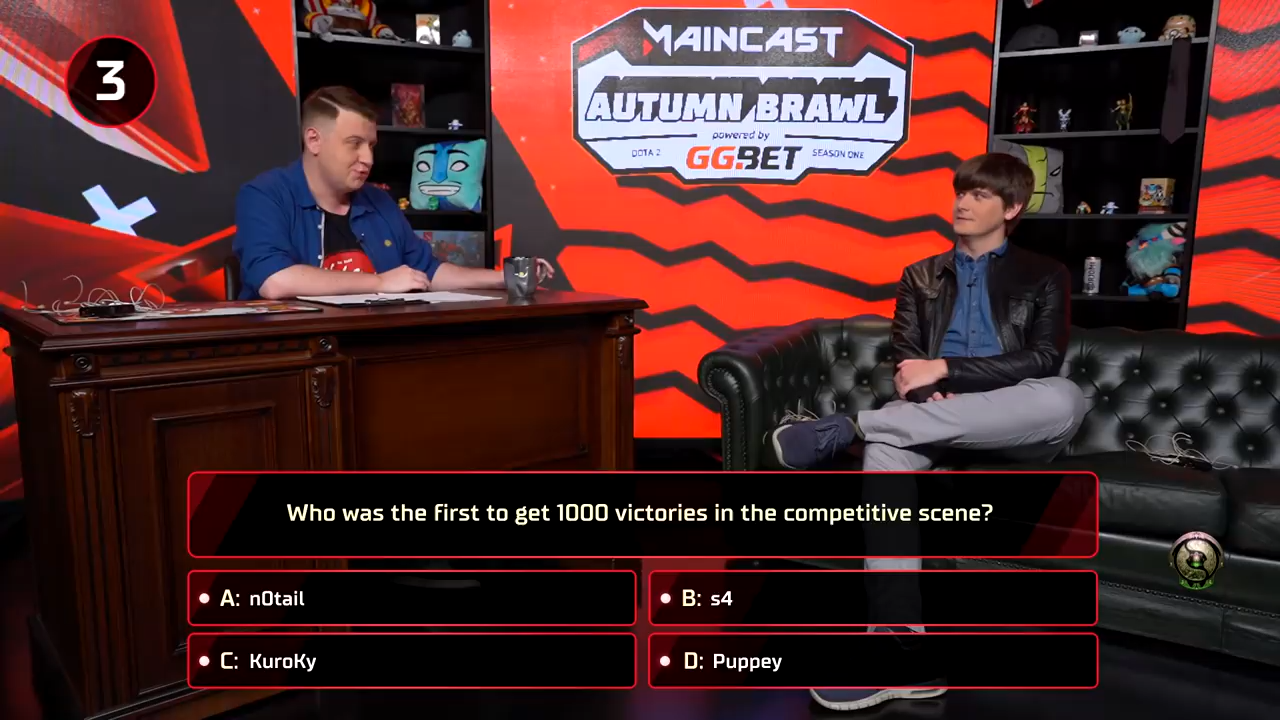 3
MAINCAST
AUTUMN BRAWL
powered by
DOTA 2
GG.BET
SEASON ONE
Who was the first to get 1000 victories in the competitive scene?
A: n0tail
B: s4
C: KuroKy
D: Puppey